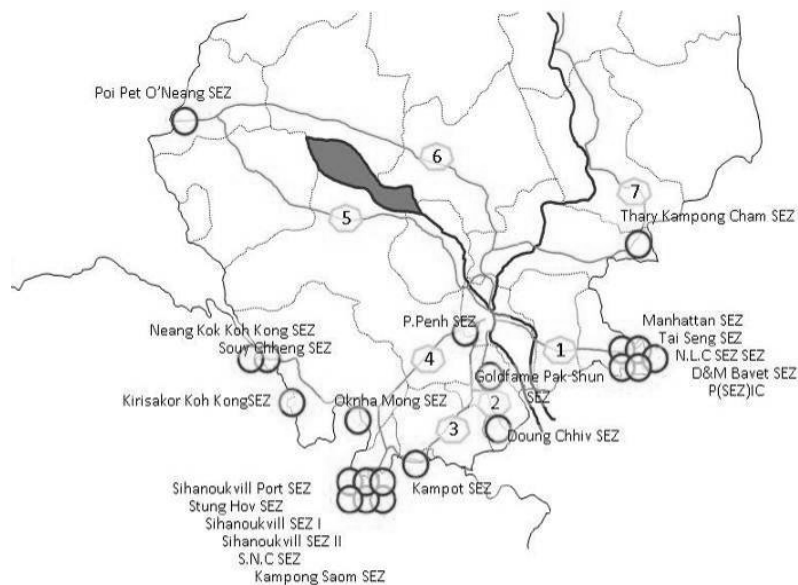 Poi Pet O'Neang SEZ
6
7
5
Thary Kampong Cham SEZ
Neang Kok Koh Kong SEZ
Souy Chheng SEZ
P.Penh SEZ
4
1
Manhattan SEZ
Tai Seng SEZ
N.L.C SEZ SEZ
D&M Bavet SEZ
P(SEZ)IC
Goldfame Pak Shun
SEZ
Kirisakor Koh KongSEZ
Oknha Mong SEZ
2
3
Doung Chhiv SEZ
Kampot SEZ
Sihanoukvill Port SEZ
Stung Hov SEZ
Sihanoukvill SEZ I
Sihanoukvill SEZ II
S.N.C SEZ
Kampong Saom SEZ